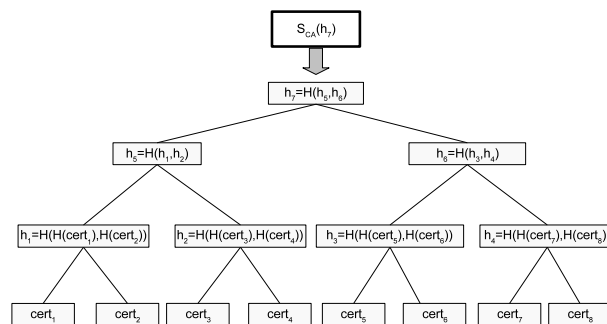 S_CA(h_7)
h_7=H(h_5,h_6)
h_5=H(h_1,h_2)
h_6=H(h_3,h_4)
h_1=H(H(cert_1),H(cert_2))
h_2=H(H(cert_3),H(cert_4))
h_3=H(H(cert_5),H(cert_6))
h_4=H(H(cert_7),H(cert_8))
cert_1
cert_2
cert_3
cert_4
cert_5
cert_6
cert_7
cert_8